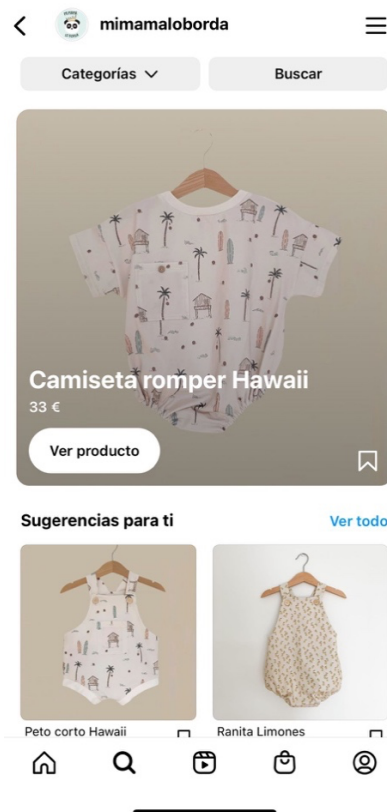 mimamaloborda
Categorías
Buscar
Camiseta romper Hawaii
33 €
Ver producto
Sugerencias para ti
Ver todo
Peto corto Hawaii
Ranita Limones